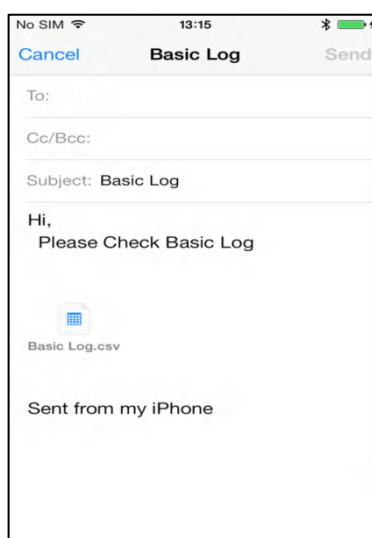 No SIM 13:15
Cancel Basic Log Send
To:
Cc/Bcc:
Subject: Basic Log
Hi,
Please Check Basic Log
Basic Log.csv
Sent from my iPhone